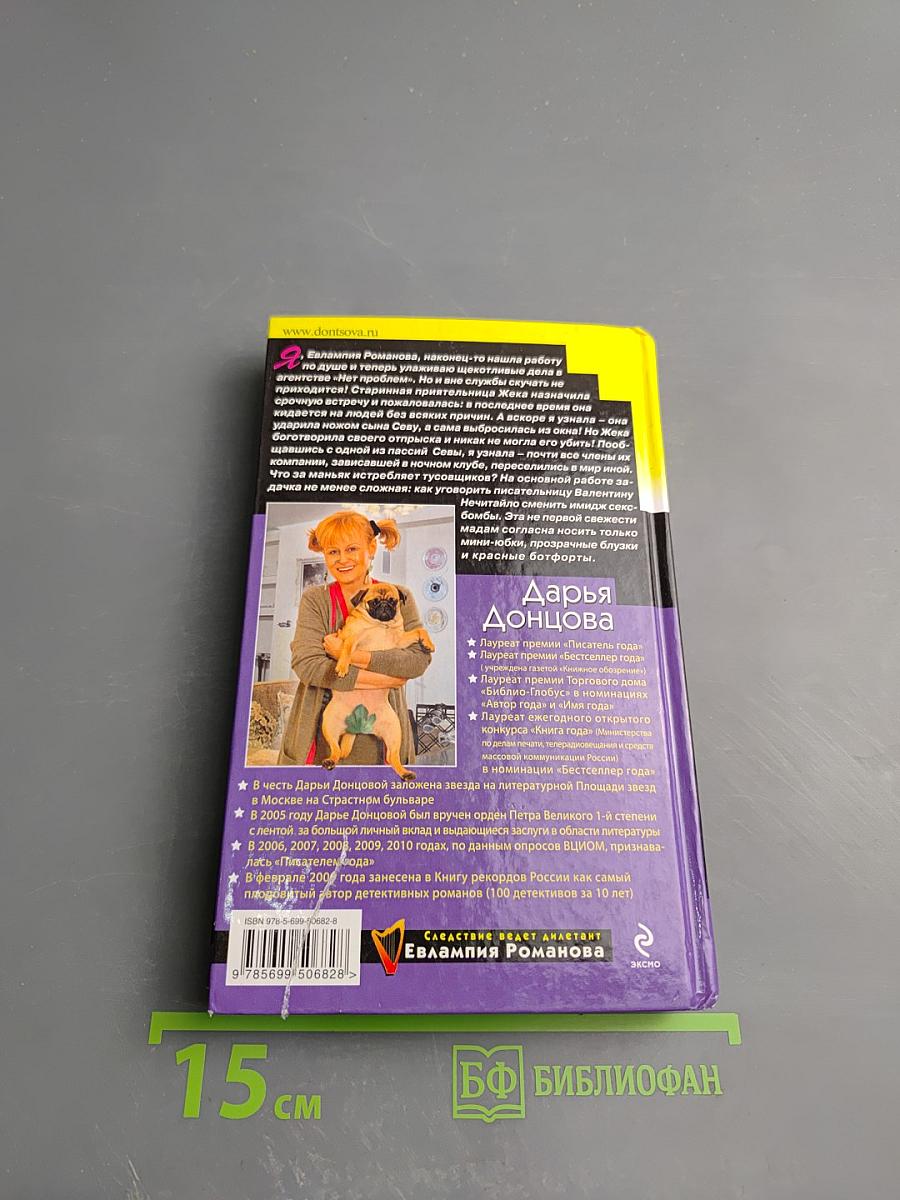 www.dontsova.ru
Я, Евлампия Романова, наконец-то нашла работу
по душе и теперь улаживаю щекотливые дела в
агентстве «Нет проблем». Но и вне службы скучать не
приходится! Старинная приятельница Жека назначила
срочную встречу и пожаловалась: в последнее время она
кидается на людей без всяких причин. А вскоре я узнала – она
ударила ножом сына Севу, а сама выбросилась из окна! Но Жека
боготворила своего отпрыска и никак не могла его убить! Пооб-
щавшись с одной из пассий Севы, я узнала – почти все члены их
компании, зависавшей в ночном клубе, переселились в мир иной.
Что за маньяк истребляет тусовщиков? На основной работе за-
дачка не менее сложная: как уговорить писательницу Валентину
Нечитайло сменить имидж секс-
бомбы. Эта не первой свежести
мадам согласна носить только
мини-юбки, прозрачные блузки
и красные ботфорты.
Дарья
Донцова
Лауреат премии «Писатель года»
Лауреат премии «Бестселлер года»
( учреждена газетой «Книжное обозрение»)
Лауреат премии Торгового дома
«Библио-Глобус» в номинациях
«Автор года» и «Имя года»
Лауреат ежегодного открытого
конкурса «Книга года» (Министерства
по делам печати, телерадиовещания и средств
массовой коммуникации России)
в номинации «Бестселлер года»
В честь Дарьи Донцовой заложена звезда на литературной Площади звезд
в Москве на Страстном бульваре
В 2005 году Дарье Донцовой был вручен орден Петра Великого 1-й степени
с лентой за большой личный вклад и выдающиеся заслуги в области литературы
В 2006, 2007, 2008, 2009, 2010 годах, по данным опросов ВЦИОМ, признава-
лась «Писателем года»
В феврале 2009 года занесена в Книгу рекордов России как самый
плодовитый автор детективных романов (100 детективов за 10 лет)
ISBN 978-5-699-50682-8
9 785699 506828 >
Следствие ведет дилетант
Евлампия Романова
ЭКСМО
15 см
БФ БИБЛИОФАН